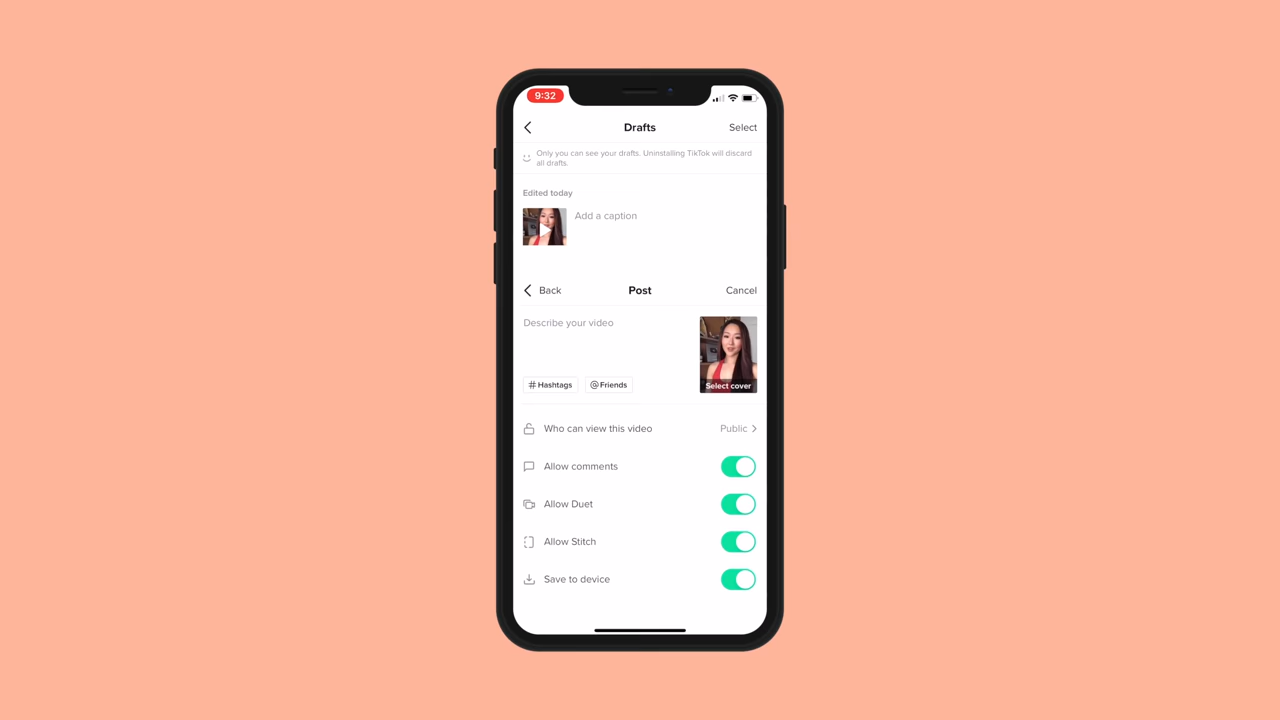 9:32
Drafts
Select
Only you can see your drafts. Uninstalling TikTok will discard
all drafts.
Edited today
Add a caption
Back
Post
Cancel
Describe your video
# Hashtags
@ Friends
Select cover
Who can view this video
Public
Allow comments
Allow Duet
Allow Stitch
Save to device